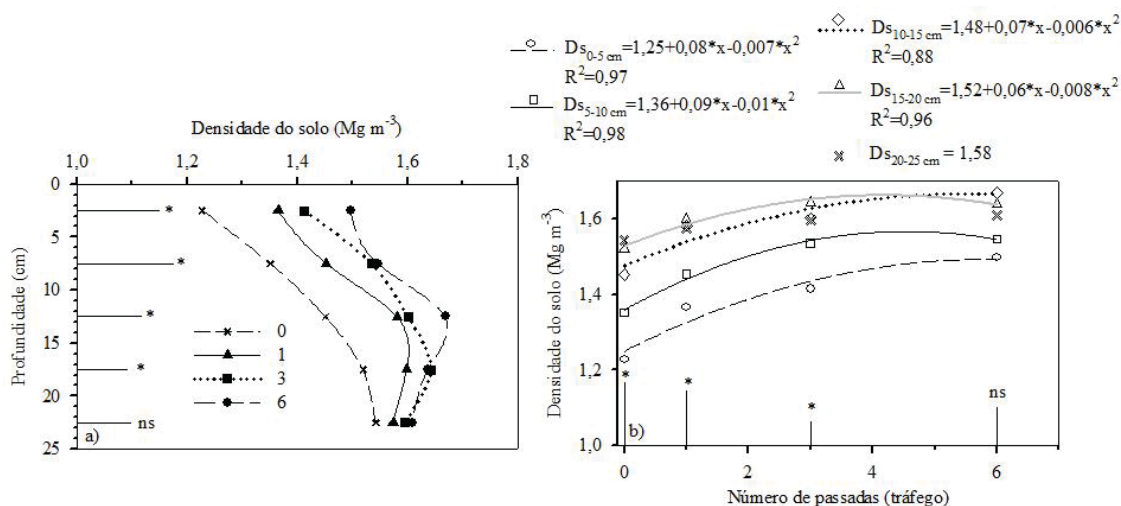 Ds0-5 cm=1,25+0,08*x-0,007*x²
R²=0,97
Ds5-10 cm=1,36+0,09*x-0,01*x²
R²=0,98
Ds10-15 cm=1,48+0,07*x-0,006*x²
R²=0,88
Ds15-20 cm=1,52+0,06*x-0,008*x²
R²=0,96
Ds20-25 cm = 1,58
Densidade do solo (Mg m⁻³)
1,0 1,2 1,4 1,6 1,8
Profundidade (cm)
0
5
10
15
20
25
*
*
*
*
ns
0
1
3
6
a)
Densidade do solo (Mg m⁻³)
1,6
1,4
1,2
1,0
* * * ns
b)
0 2 4 6
Número de passadas (tráfego)